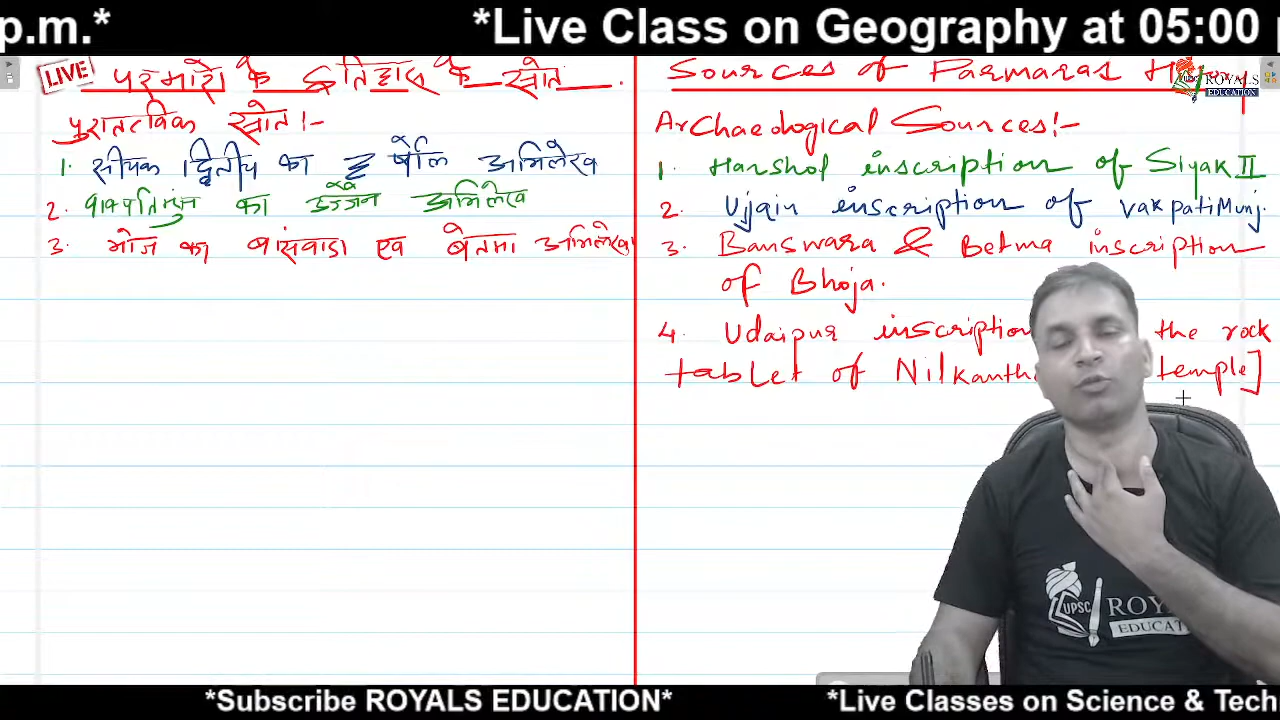 p.m.* *Live Class on Geography at 05:00
LIVE परमारो के इतिहास के स्त्रोत .
Sources of Parmaras
ROYALS
EDUCATION
पुरातत्विक स्त्रोत :-
1. सीयक द्वितीय का हर्षोल अभिलेख
2. वाक्पतिमुंज का उज्जैन अभिलेख
3. भोज का बांसवाडा एवं बेतमा अभिलेख
Archaeological Sources :-
1. Harshol inscription of Siyak II
2. Ujjain inscription of VakpatiMunj.
3. Banswara & Betma inscription
of Bhoja.
4. Udaipur inscription the rock
tablet of temple]
UPSC
*Subscribe ROYALS EDUCATION* *Live Classes on Science & Tech